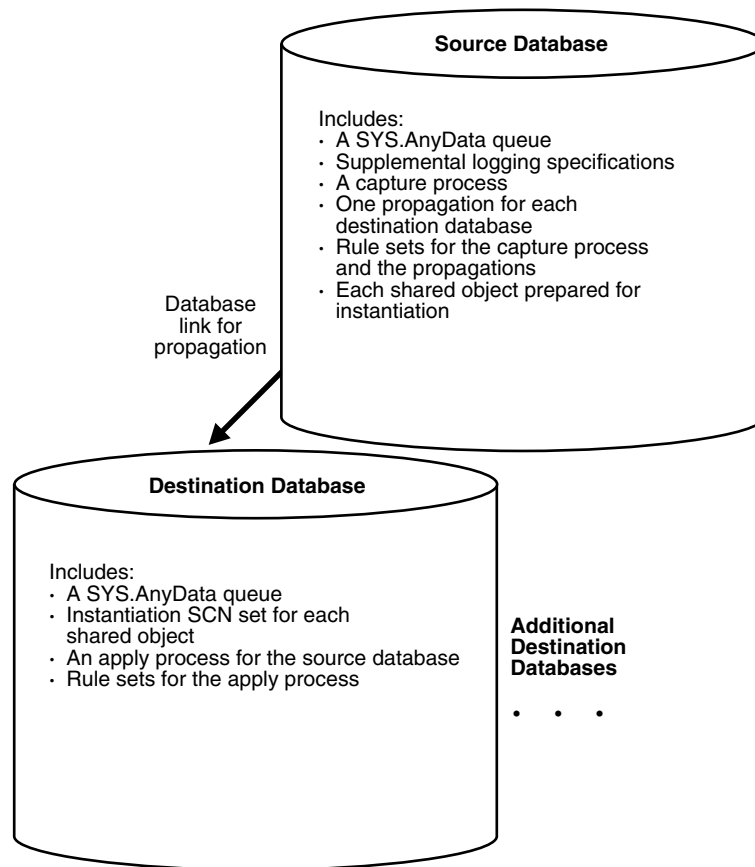 Source Database
Includes:
· A SYS.AnyData queue
· Supplemental logging specifications
· A capture process
· One propagation for each
destination database
· Rule sets for the capture process
and the propagations
· Each shared object prepared for
instantiation
Database
link for
propagation
Destination Database
Includes:
· A SYS.AnyData queue
· Instantiation SCN set for each
shared object
· An apply process for the source database
· Rule sets for the apply process
Additional
Destination
Databases
. . .